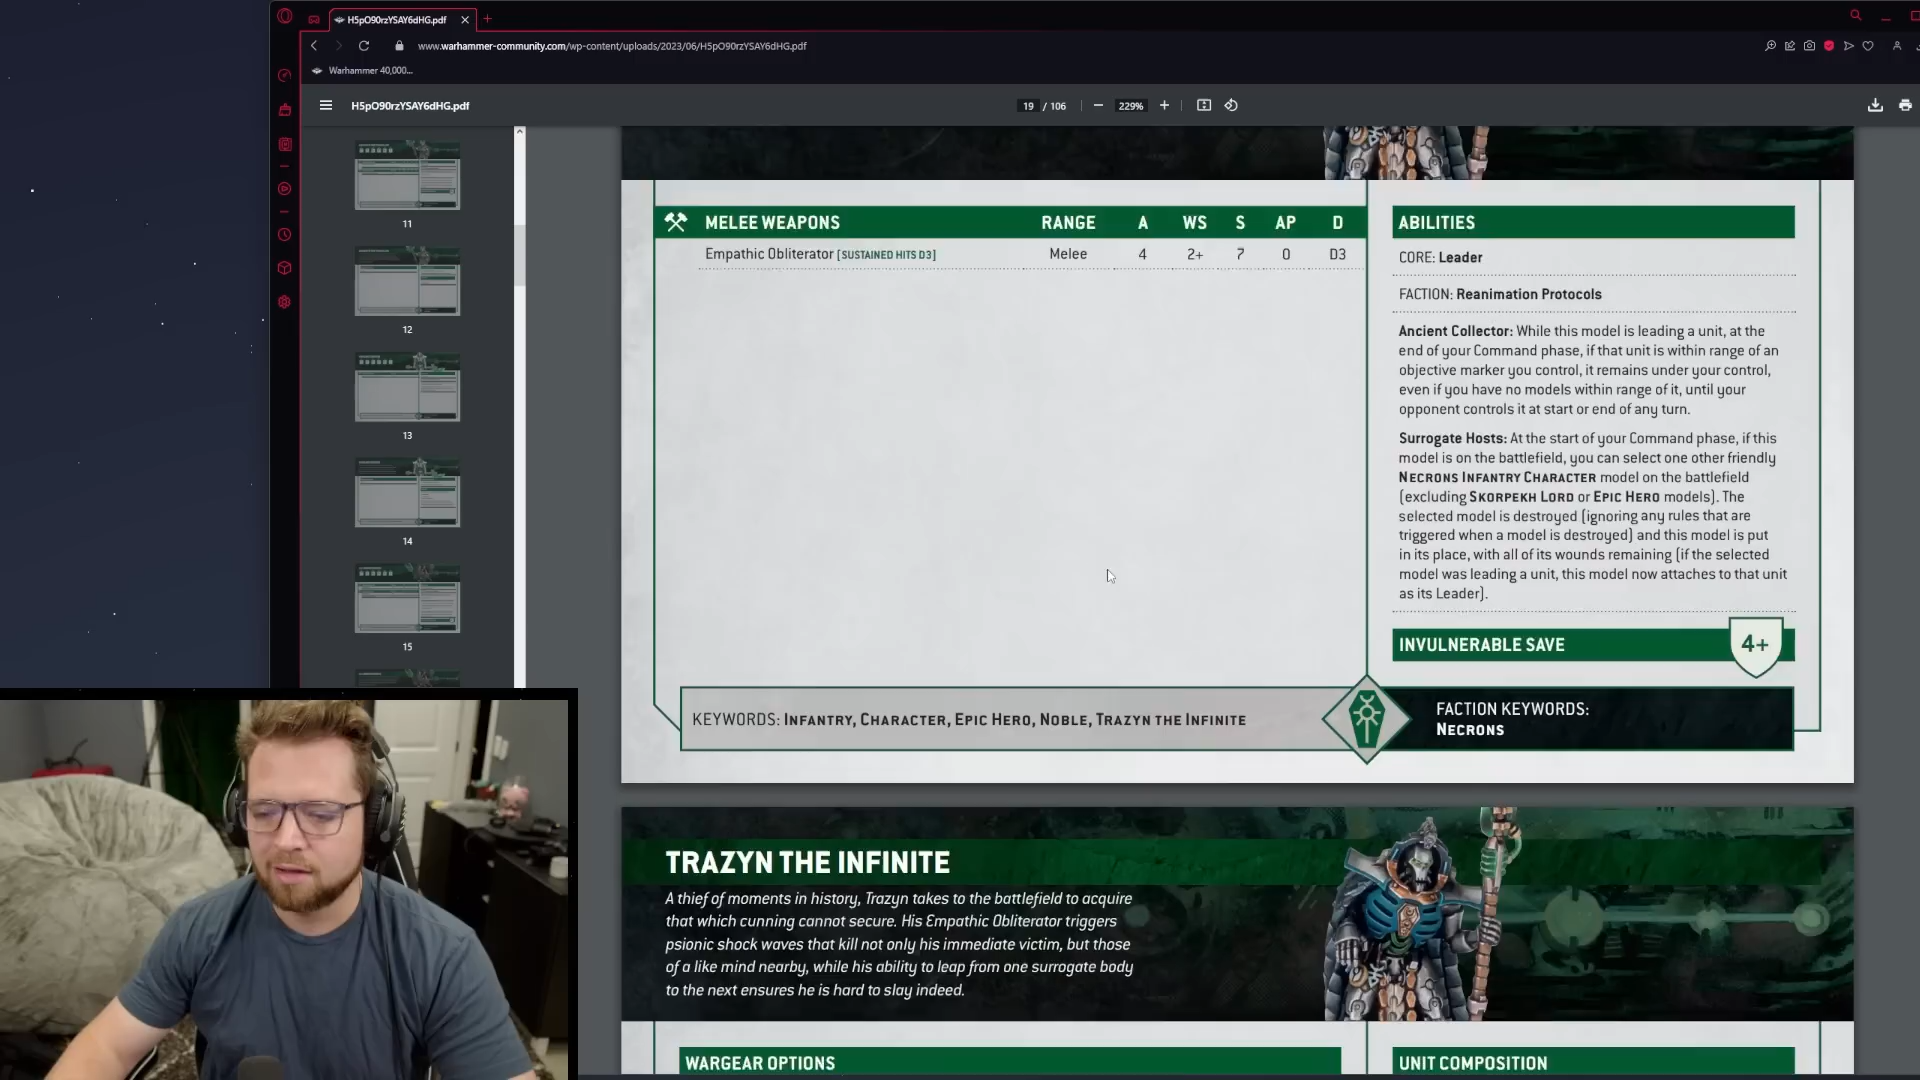 H5pO90rzYSAY6dHG.pdf
www.warhammer-community.com/wp-content/uploads/2023/06/H5pO90rzYSAY6dHG.pdf
Warhammer 40,000...
H5pO90rzYSAY6dHG.pdf
19 / 106
229%
11
12
13
14
15
MELEE WEAPONS RANGE A WS S AP D
Empathic Obliterator [SUSTAINED HITS D3] Melee 4 2+ 7 0 D3
ABILITIES
CORE: Leader
FACTION: Reanimation Protocols
Ancient Collector: While this model is leading a unit, at the
end of your Command phase, if that unit is within range of an
objective marker you control, it remains under your control,
even if you have no models within range of it, until your
opponent controls it at start or end of any turn.
Surrogate Hosts: At the start of your Command phase, if this
model is on the battlefield, you can select one other friendly
NECRONS INFANTRY CHARACTER model on the battlefield
(excluding SKORPEKH LORD or EPIC HERO models). The
selected model is destroyed (ignoring any rules that are
triggered when a model is destroyed) and this model is put
in its place, with all of its wounds remaining (if the selected
model was leading a unit, this model now attaches to that unit
as its Leader).
INVULNERABLE SAVE 4+
KEYWORDS: INFANTRY, CHARACTER, EPIC HERO, NOBLE, TRAZYN THE INFINITE
FACTION KEYWORDS:
NECRONS
TRAZYN THE INFINITE
A thief of moments in history, Trazyn takes to the battlefield to acquire
that which cunning cannot secure. His Empathic Obliterator triggers
psionic shock waves that kill not only his immediate victim, but those
of a like mind nearby, while his ability to leap from one surrogate body
to the next ensures he is hard to slay indeed.
WARGEAR OPTIONS
UNIT COMPOSITION